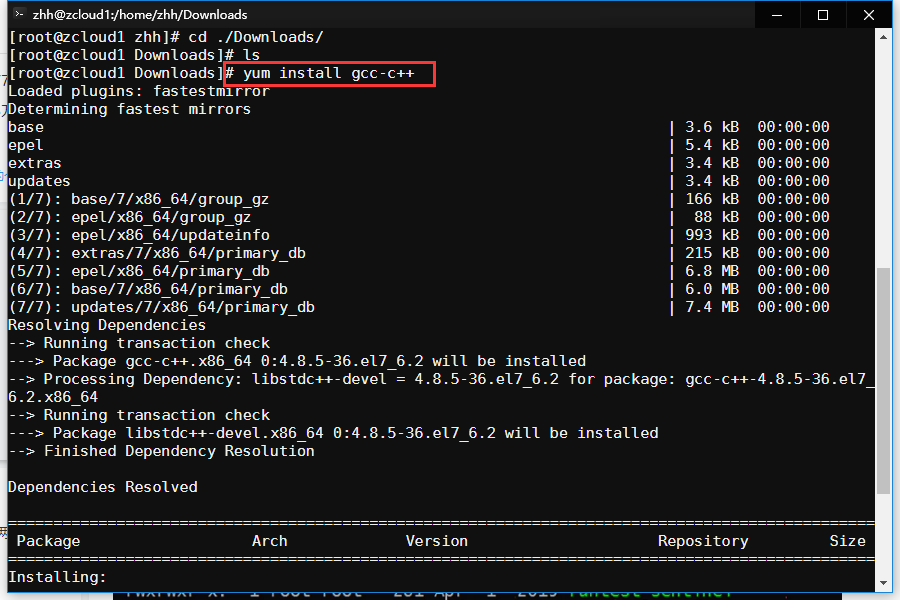 zhh@zcloud1:/home/zhh/Downloads
[root@zcloud1 zhh]# cd ./Downloads/
[root@zcloud1 Downloads]# ls
[root@zcloud1 Downloads]# yum install gcc-c++
Loaded plugins: fastestmirror
Determining fastest mirrors
base | 3.6 kB 00:00:00
epel | 5.4 kB 00:00:00
extras | 3.4 kB 00:00:00
updates | 3.4 kB 00:00:00
(1/7): base/7/x86_64/group_gz | 166 kB 00:00:00
(2/7): epel/x86_64/group_gz | 88 kB 00:00:00
(3/7): epel/x86_64/updateinfo | 993 kB 00:00:00
(4/7): extras/7/x86_64/primary_db | 215 kB 00:00:00
(5/7): epel/x86_64/primary_db | 6.8 MB 00:00:00
(6/7): base/7/x86_64/primary_db | 6.0 MB 00:00:00
(7/7): updates/7/x86_64/primary_db | 7.4 MB 00:00:00
Resolving Dependencies
--> Running transaction check
---> Package gcc-c++.x86_64 0:4.8.5-36.el7_6.2 will be installed
--> Processing Dependency: libstdc++-devel = 4.8.5-36.el7_6.2 for package: gcc-c++-4.8.5-36.el7_
6.2.x86_64
--> Running transaction check
---> Package libstdc++-devel.x86_64 0:4.8.5-36.el7_6.2 will be installed
--> Finished Dependency Resolution
Dependencies Resolved
================================================================================================
Package Arch Version Repository Size
================================================================================================
Installing: